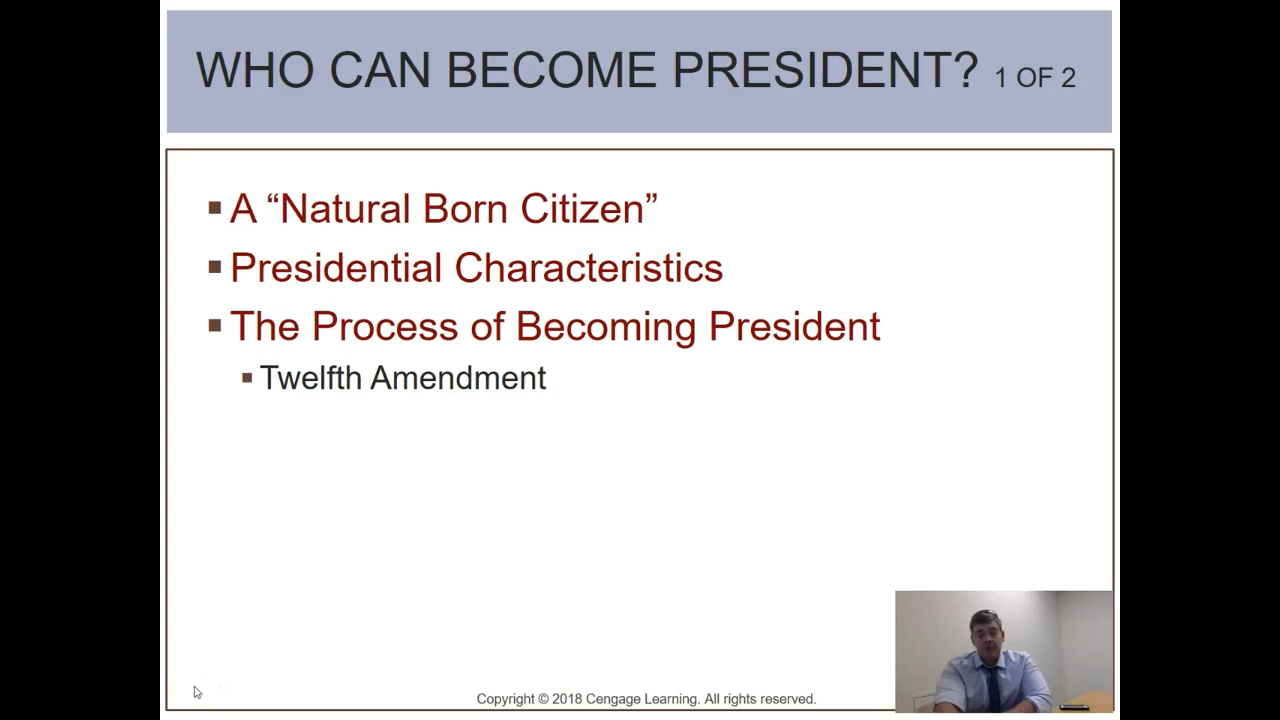 WHO CAN BECOME PRESIDENT? 1 OF 2
A “Natural Born Citizen”
Presidential Characteristics
The Process of Becoming President
Twelfth Amendment
Copyright © 2018 Cengage Learning. All rights reserved.